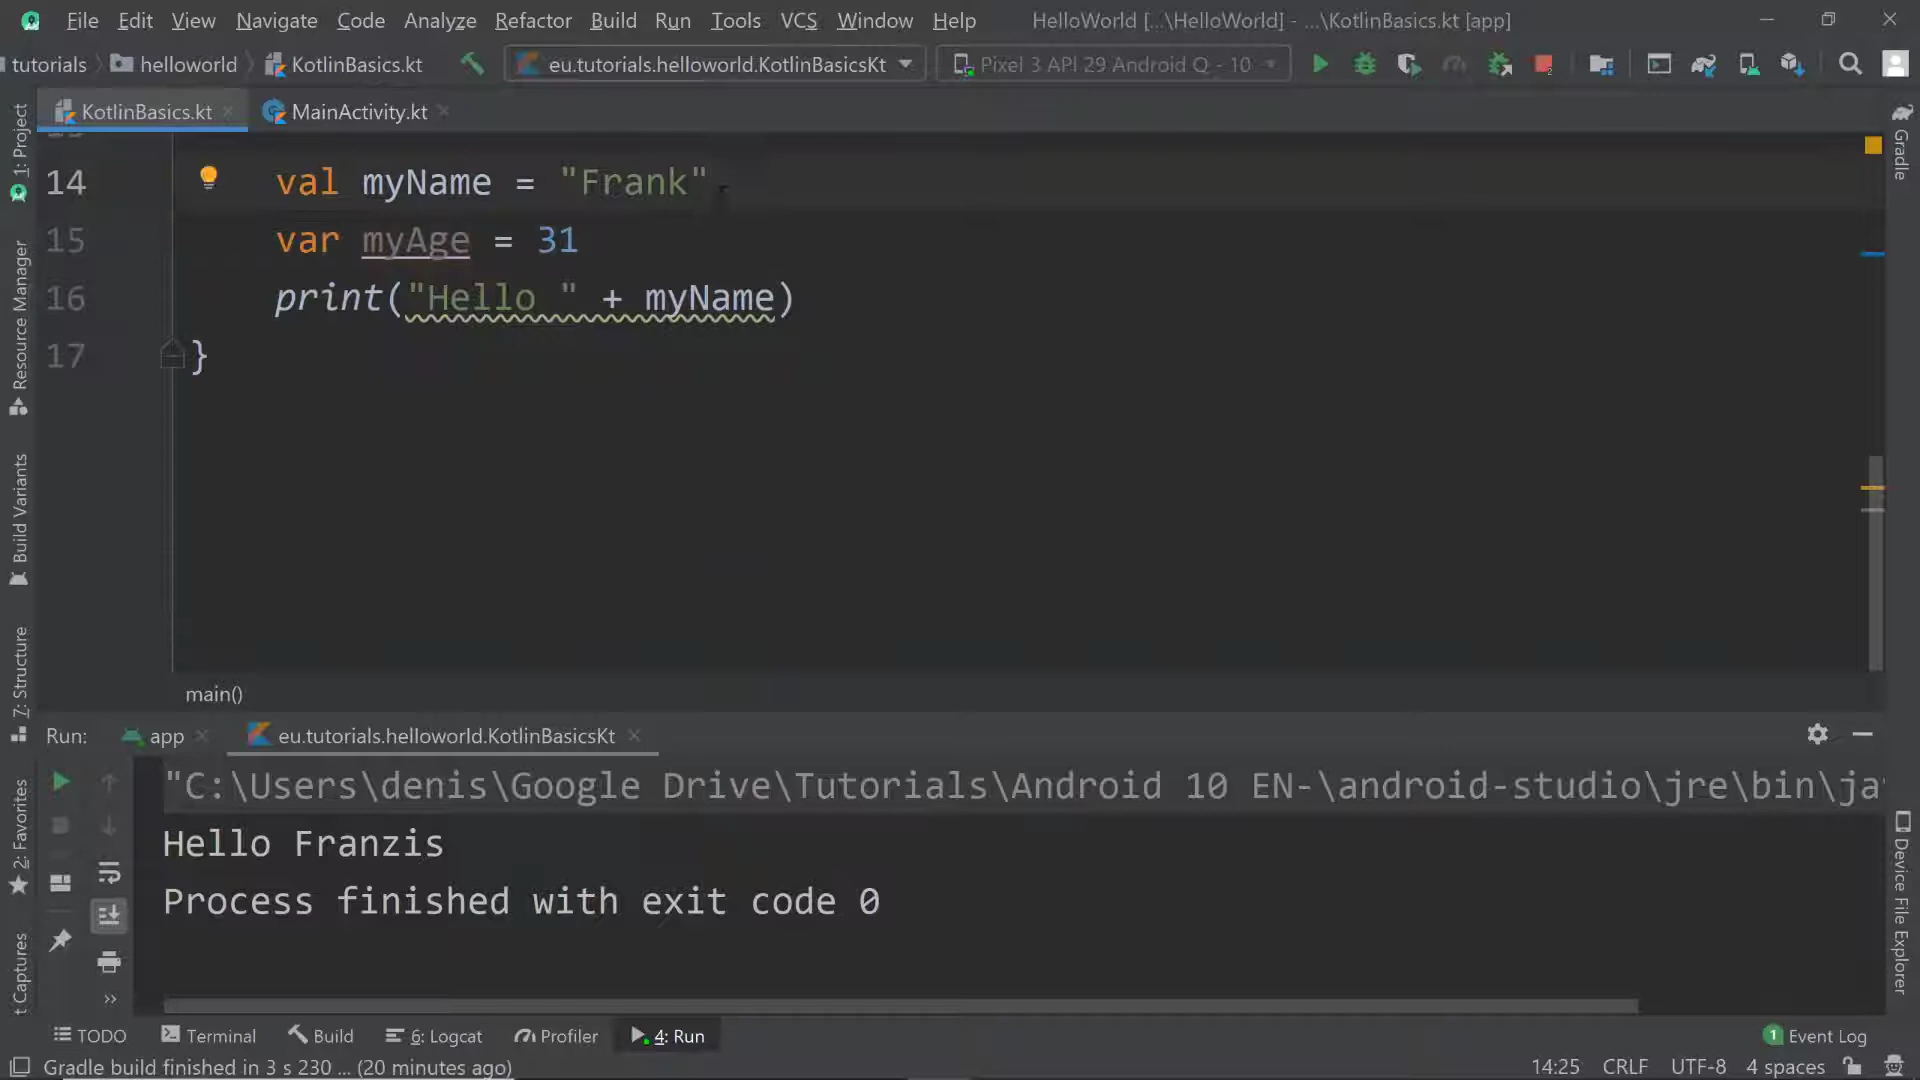 File Edit View Navigate Code Analyze Refactor Build Run Tools VCS Window Help HelloWorld [...\HelloWorld] - ...\KotlinBasics.kt [app]
tutorials helloworld KotlinBasics.kt eu.tutorials.helloworld.KotlinBasicsKt Pixel 3 API 29 Android Q - 10
KotlinBasics.kt MainActivity.kt
14 val myName = "Frank"
15 var myAge = 31
16 print("Hello " + myName)
17 }
main()
Run: app eu.tutorials.helloworld.KotlinBasicsKt
"C:\Users\denis\Google Drive\Tutorials\Android 10 EN-\android-studio\jre\bin\ja
Hello Franzis
Process finished with exit code 0
TODO Terminal Build 6: Logcat Profiler 4: Run 1 Event Log
Gradle build finished in 3 s 230 ... (20 minutes ago) 14:25 CRLF UTF-8 4 spaces
1: Project
Resource Manager
Build Variants
7: Structure
2: Favorites
t Captures
Gradle
Device File Explorer